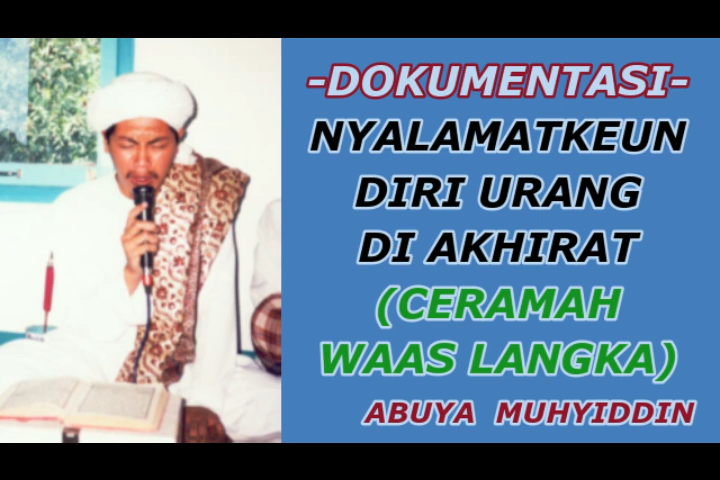 -DOKUMENTASI-
NYALAMATKEUN
DIRI URANG
DI AKHIRAT
(CERAMAH
WAAS LANGKA)
ABUYA MUHYIDDIN